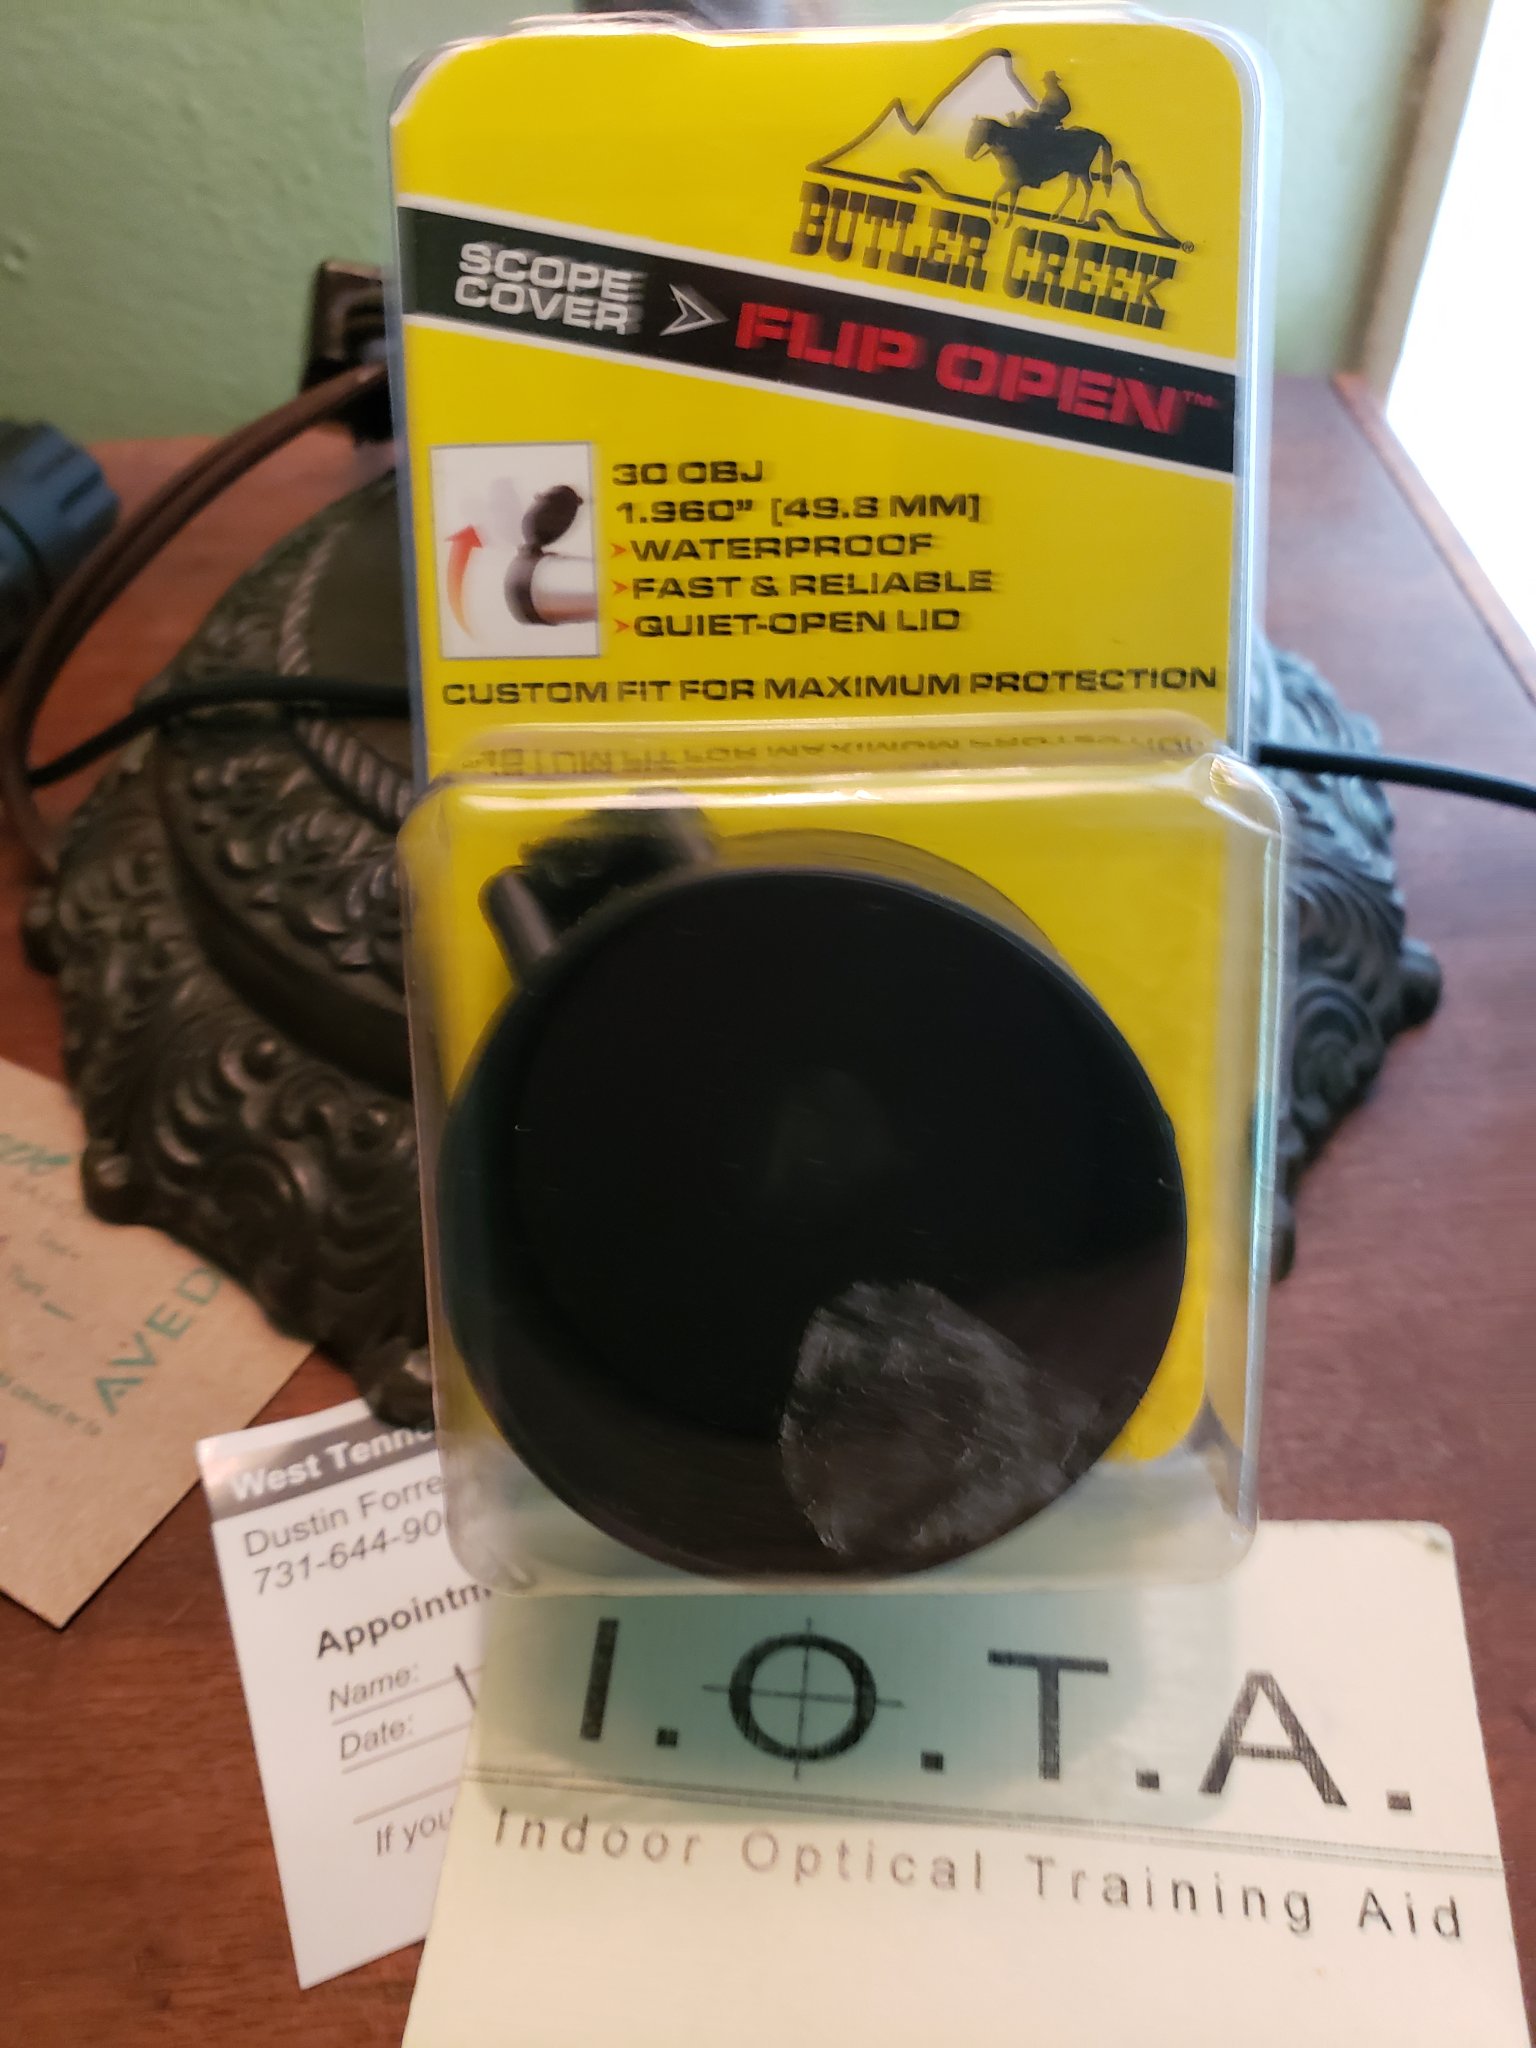 BUTLER CREEK®
SCOPE
COVER
FLIP OPEN™
30 OBJ
1.960" [49.8 MM]
WATERPROOF
FAST & RELIABLE
QUIET-OPEN LID
CUSTOM FIT FOR MAXIMUM PROTECTION
AVED
West Tenn
Dustin Forre
731-644-90
Appointm
Name:
Date:
If you
I.O.T.A.
Indoor Optical Training Aid